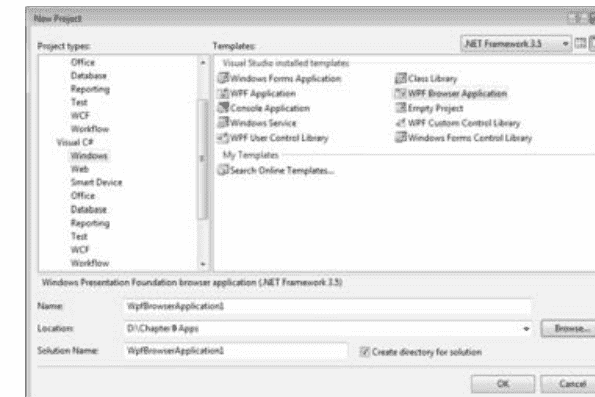 New Project
Project types:
Templates:
.NET Framework 3.5
Office
Database
Reporting
Test
WCF
Workflow
Visual C#
Windows
Web
Smart Device
Office
Database
Reporting
Test
WCF
Workflow
Visual Studio installed templates
Windows Forms Application
Class Library
WPF Application
WPF Browser Application
Console Application
Empty Project
Windows Service
WPF Custom Control Library
WPF User Control Library
Windows Forms Control Library
My Templates
Search Online Templates...
Windows Presentation Foundation browser application (.NET Framework 3.5)
Name:
WpfBrowserApplication1
Location:
D:\Chapter 8 Apps
Browse...
Solution Name:
WpfBrowserApplication1
Create directory for solution
OK
Cancel